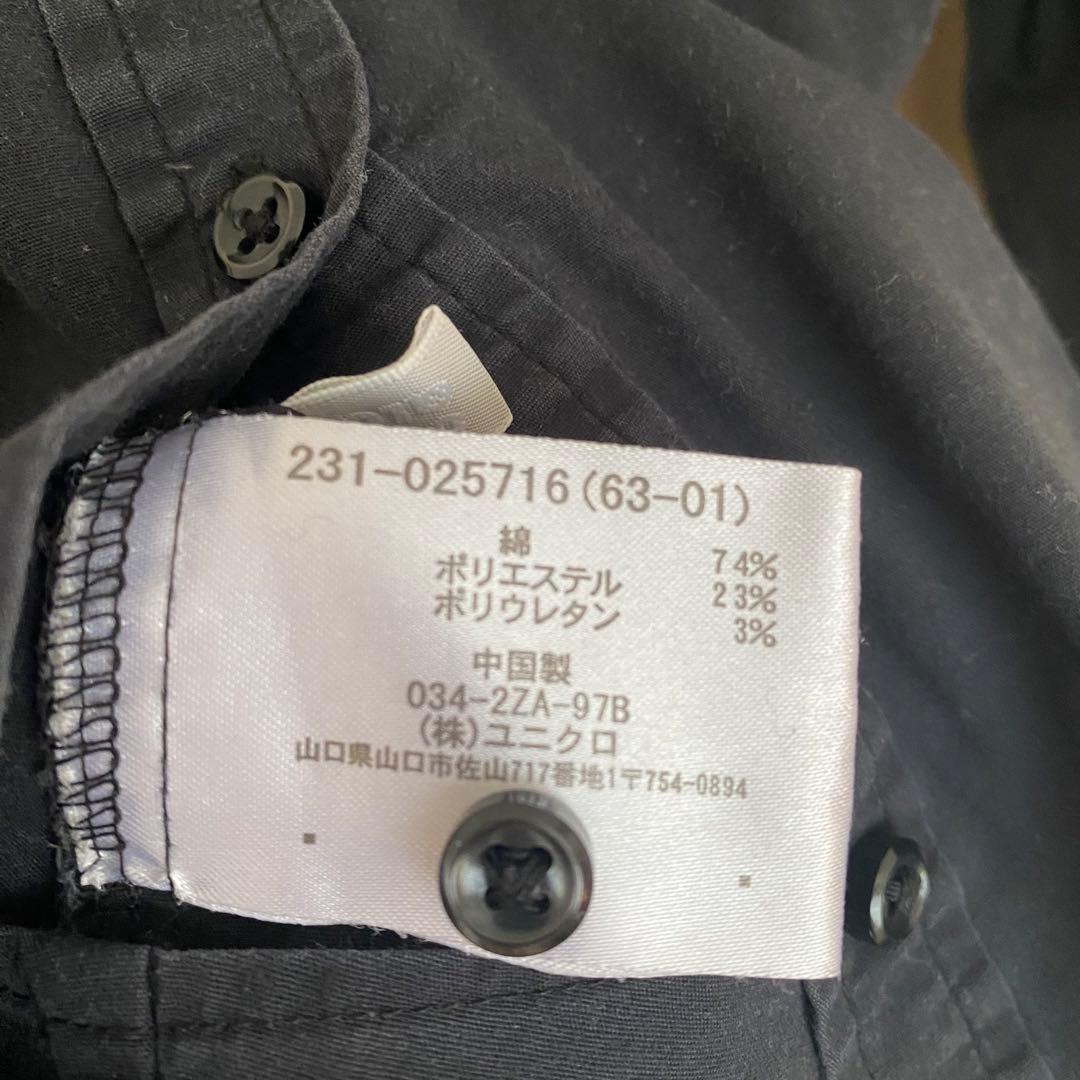 231-025716(63-01)
綿 74%
ポリエステル 23%
ポリウレタン 3%
中国製
034-2ZA-97B
(株)ユニクロ
山口県山口市佐山717番地1〒754-0894